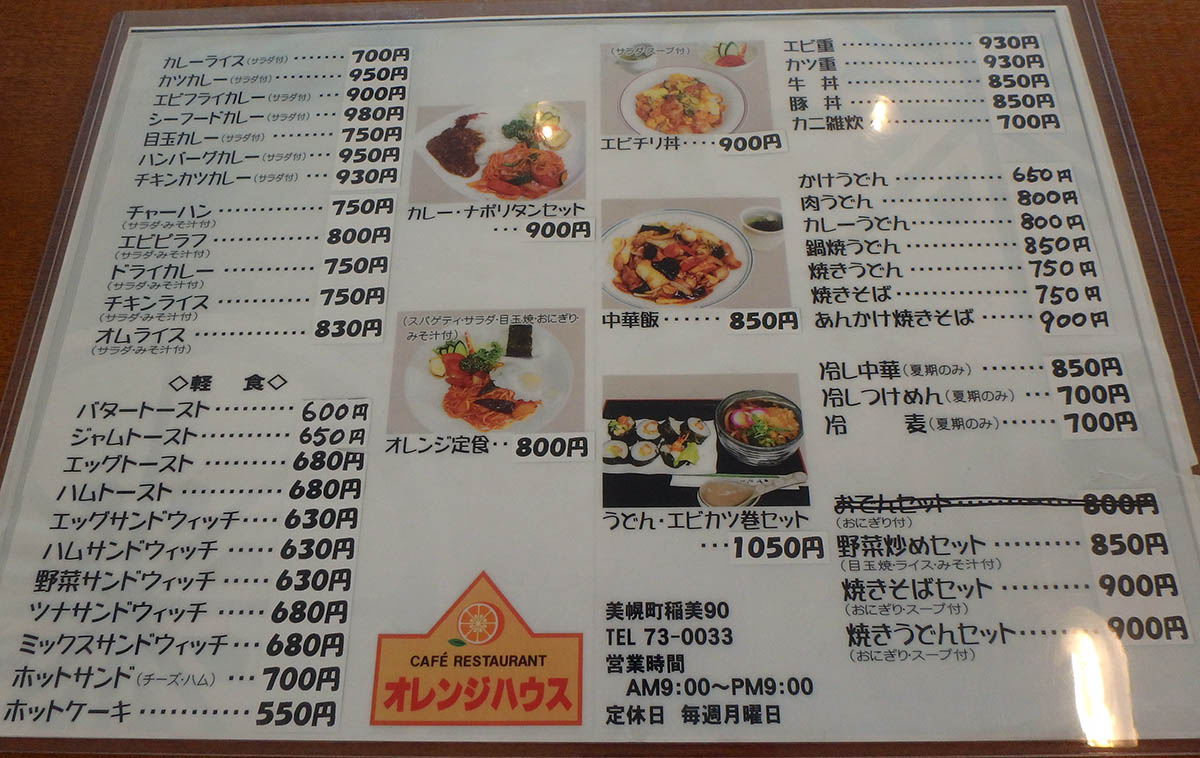 カレーライス(サラダ付)‥‥‥700円
カツカレー(サラダ付)‥‥‥‥950円
エビフライカレー(サラダ付)‥‥900円
シーフードカレー(サラダ付)‥‥980円
目玉カレー(サラダ付)‥‥‥‥750円
ハンバーグカレー(サラダ付)‥‥950円
チキンカツカレー(サラダ付)‥‥930円
チャーハン‥‥‥‥‥‥750円
(サラダ・みそ汁付)
エビピラフ‥‥‥‥‥‥800円
(サラダ・みそ汁付)
ドライカレー‥‥‥‥‥750円
(サラダ・みそ汁付)
チキンライス‥‥‥‥‥750円
(サラダ・みそ汁付)
オムライス‥‥‥‥‥‥830円
(サラダ・みそ汁付)
◇軽 食◇
バタートースト‥‥‥‥600円
ジャムトースト‥‥‥‥650円
エッグトースト‥‥‥‥680円
ハムトースト‥‥‥‥‥680円
エッグサンドウィッチ‥‥630円
ハムサンドウィッチ‥‥‥630円
野菜サンドウィッチ‥‥‥630円
ツナサンドウィッチ‥‥‥680円
ミックスサンドウィッチ‥‥680円
ホットサンド(チーズ・ハム)‥‥700円
ホットケーキ‥‥‥‥‥‥550円
カレー・ナポリタンセット
‥‥900円
(スパゲティ・サラダ・目玉焼・おにぎり・
みそ汁付)
オレンジ定食‥‥800円
CAFÉ RESTAURANT
オレンジハウス
(サラダ・スープ付)
エビチリ丼‥‥900円
中華飯‥‥‥850円
うどん・エビカツ巻セット
‥‥1050円
美幌町稲美90
TEL 73-0033
営業時間
AM9:00〜PM9:00
定休日 毎週月曜日
エビ重‥‥‥‥‥‥‥‥930円
カツ重‥‥‥‥‥‥‥‥930円
牛 丼‥‥‥‥‥‥‥‥850円
豚 丼‥‥‥‥‥‥‥‥850円
カニ雑炊‥‥‥‥‥‥‥700円
かけうどん‥‥‥‥‥‥650円
肉うどん‥‥‥‥‥‥‥800円
カレーうどん‥‥‥‥‥800円
鍋焼うどん‥‥‥‥‥‥850円
焼きうどん‥‥‥‥‥‥750円
焼きそば‥‥‥‥‥‥‥750円
あんかけ焼きそば‥‥‥900円
冷し中華(夏期のみ)‥‥‥850円
冷しつけめん(夏期のみ)‥‥700円
冷 麦(夏期のみ)‥‥‥700円
おでんセット‥‥‥‥‥‥800円
(おにぎり付)
野菜炒めセット‥‥‥‥‥850円
(目玉焼・ライス・みそ汁付)
焼きそばセット‥‥‥‥‥900円
(おにぎり・スープ付)
焼きうどんセット‥‥‥‥900円
(おにぎり・スープ付)